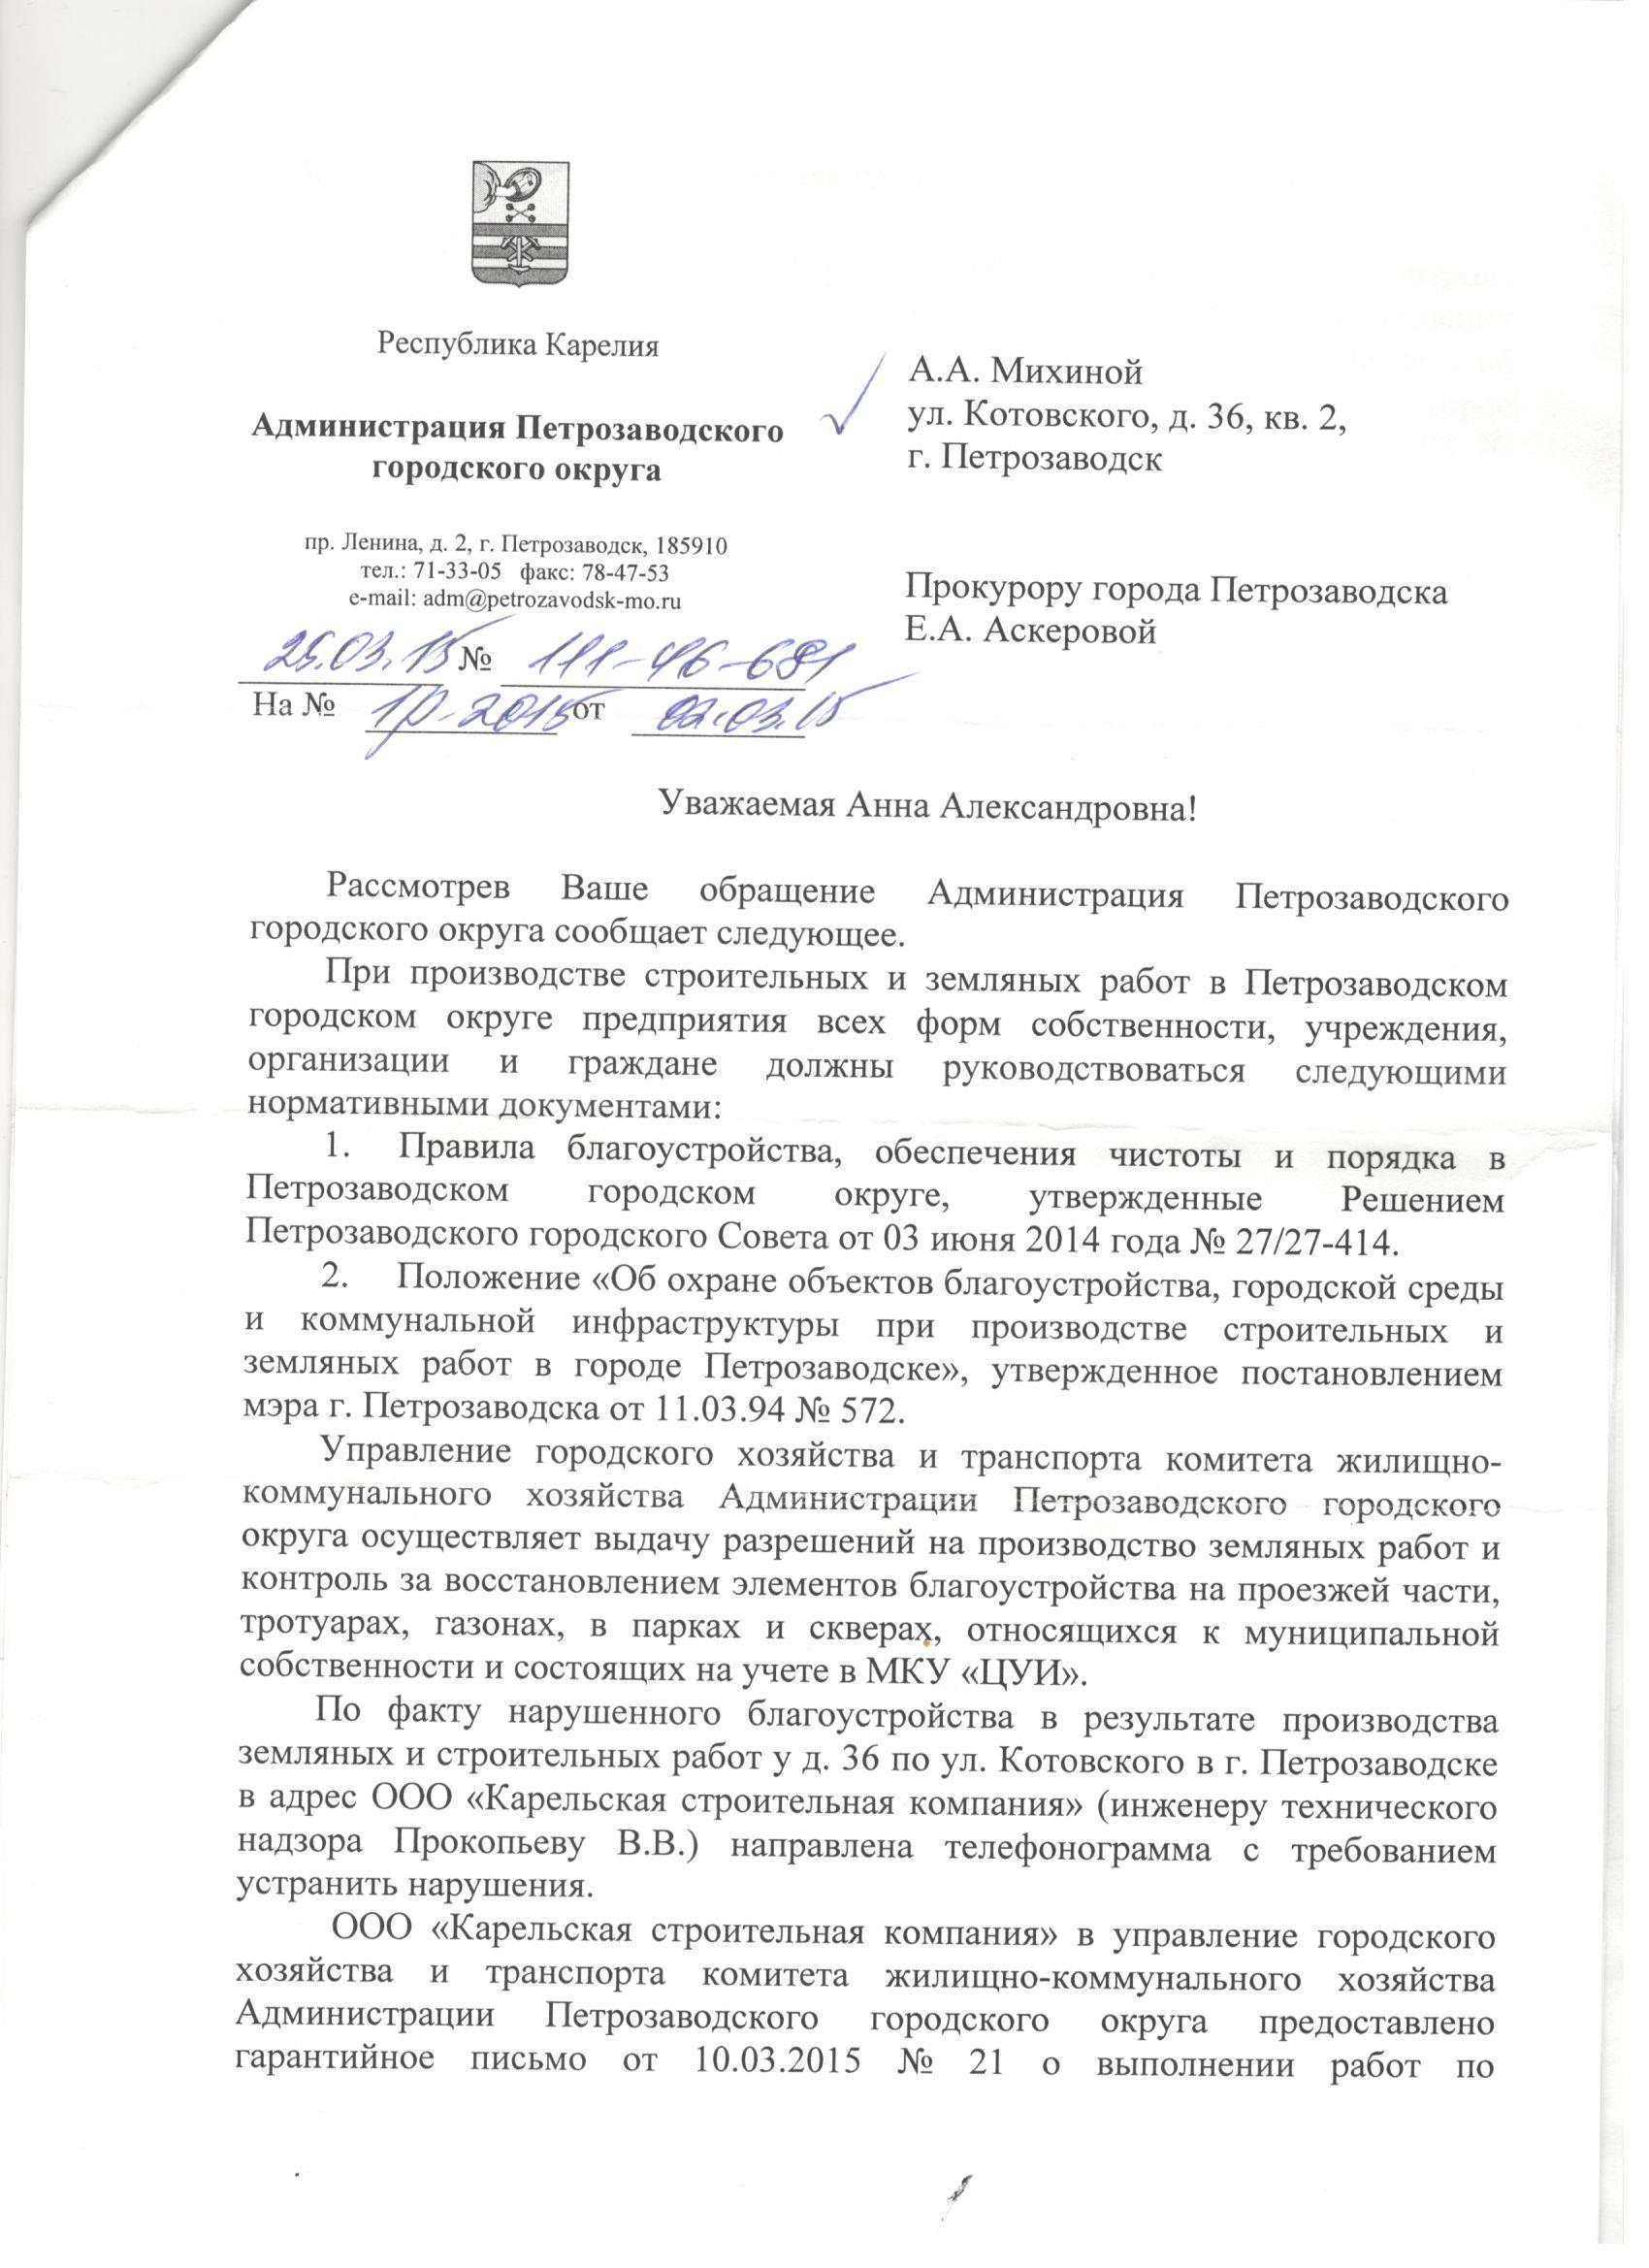 Республика Карелия
Администрация Петрозаводского
городского округа
пр. Ленина, д. 2, г. Петрозаводск, 185910
тел.: 71-33-05 факс: 78-47-53
e-mail: adm@petrozavodsk-mo.ru
25.03.15 № 111-46-681
На № 1р-2015 от 02.03.15
А.А. Михиной
ул. Котовского, д. 36, кв. 2,
г. Петрозаводск
Прокурору города Петрозаводска
Е.А. Аскеровой
Уважаемая Анна Александровна!
Рассмотрев Ваше обращение Администрация Петрозаводского
городского округа сообщает следующее.
При производстве строительных и земляных работ в Петрозаводском
городском округе предприятия всех форм собственности, учреждения,
организации и граждане должны руководствоваться следующими
нормативными документами:
1. Правила благоустройства, обеспечения чистоты и порядка в
Петрозаводском городском округе, утвержденные Решением
Петрозаводского городского Совета от 03 июня 2014 года № 27/27-414.
2. Положение «Об охране объектов благоустройства, городской среды
и коммунальной инфраструктуры при производстве строительных и
земляных работ в городе Петрозаводске», утвержденное постановлением
мэра г. Петрозаводска от 11.03.94 № 572.
Управление городского хозяйства и транспорта комитета жилищно-
коммунального хозяйства Администрации Петрозаводского городского
округа осуществляет выдачу разрешений на производство земляных работ и
контроль за восстановлением элементов благоустройства на проезжей части,
тротуарах, газонах, в парках и скверах, относящихся к муниципальной
собственности и состоящих на учете в МКУ «ЦУИ».
По факту нарушенного благоустройства в результате производства
земляных и строительных работ у д. 36 по ул. Котовского в г. Петрозаводске
в адрес ООО «Карельская строительная компания» (инженеру технического
надзора Прокопьеву В.В.) направлена телефонограмма с требованием
устранить нарушения.
ООО «Карельская строительная компания» в управление городского
хозяйства и транспорта комитета жилищно-коммунального хозяйства
Администрации Петрозаводского городского округа предоставлено
гарантийное письмо от 10.03.2015 № 21 о выполнении работ по